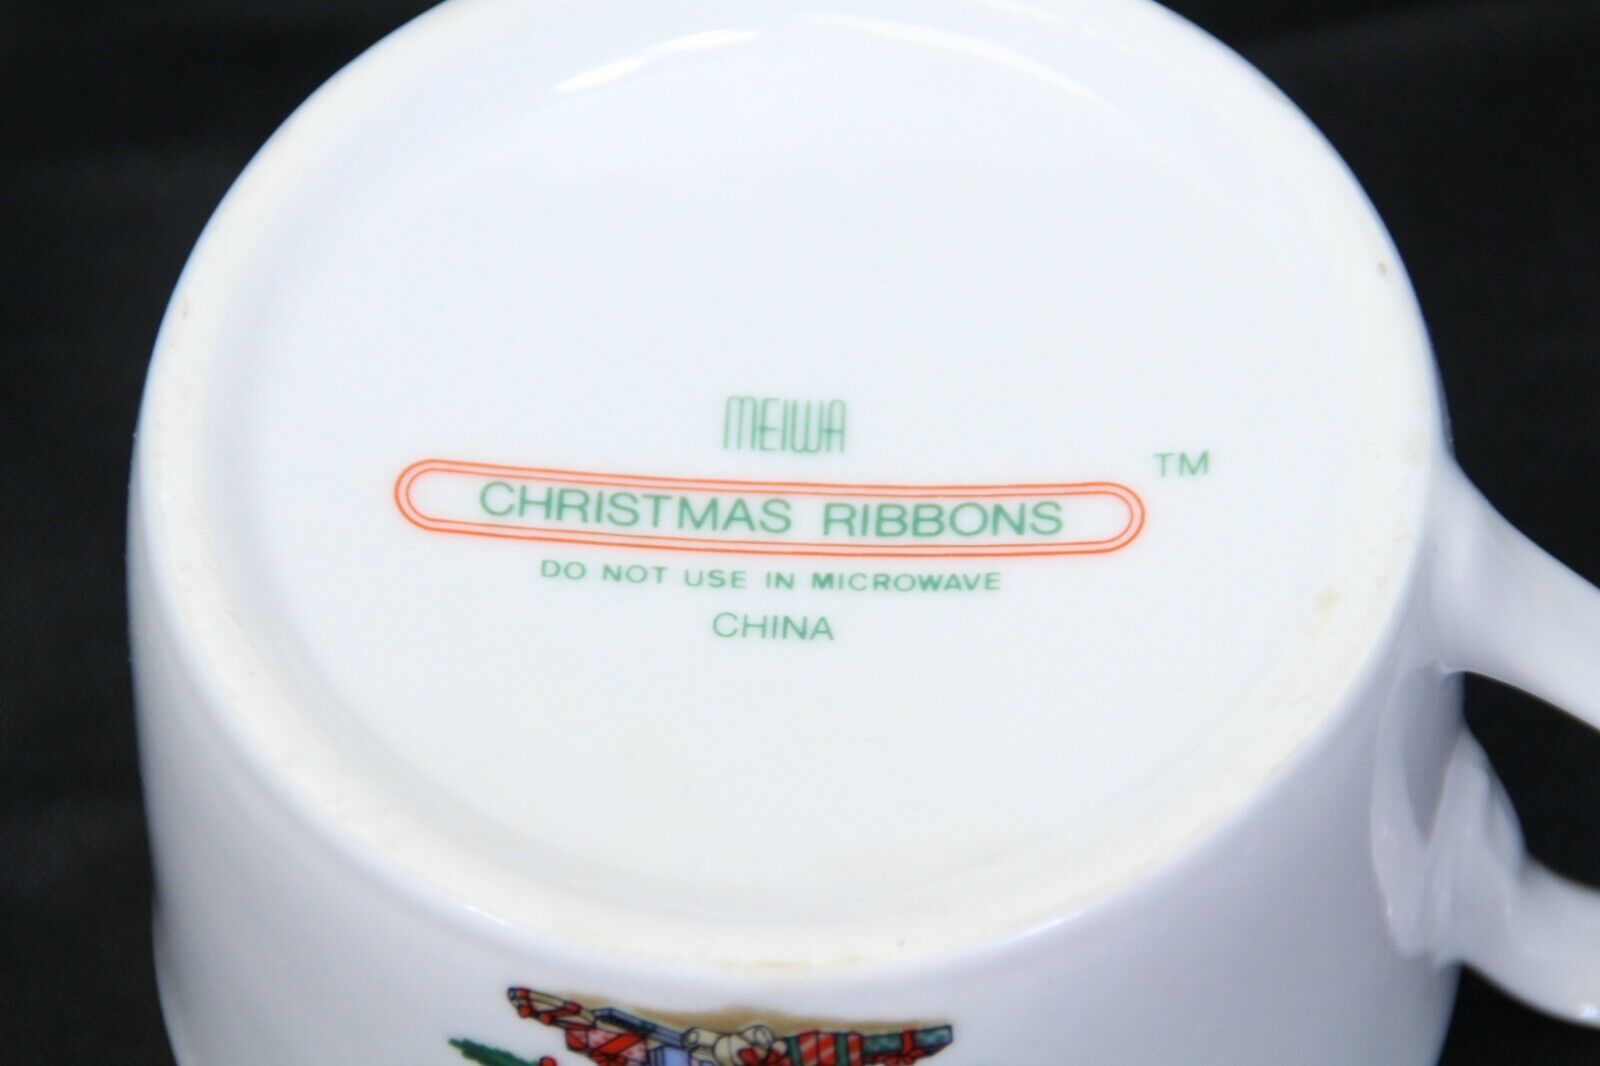 MEIWA
CHRISTMAS RIBBONS ™
DO NOT USE IN MICROWAVE
CHINA